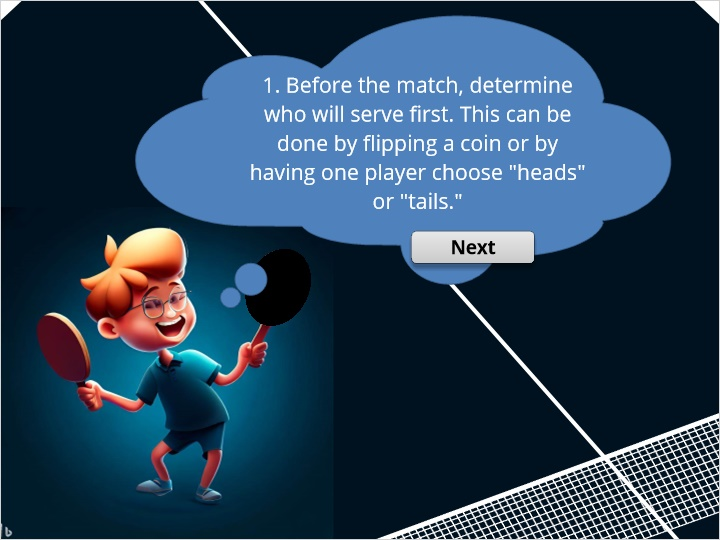 1. Before the match, determine
who will serve first. This can be
done by flipping a coin or by
having one player choose "heads"
or "tails."
Next